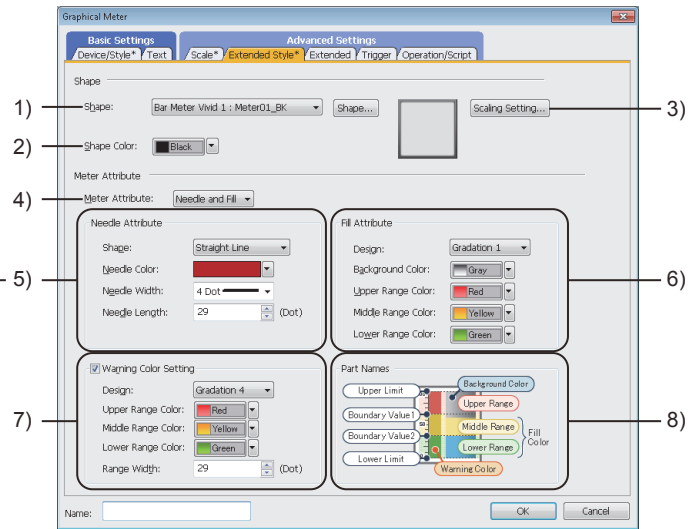 Graphical Meter
Basic Settings
Advanced Settings
Device/Style* Text Scale* Extended Style* Extended Trigger Operation/Script
Shape
1) Shape: Bar Meter Vivid 1 : Meter01_BK Shape... Scaling Setting... 3)
2) Shape Color: Black
Meter Attribute
4) Meter Attribute: Needle and Fill
Needle Attribute
Shape: Straight Line
5) Needle Color:
Needle Width: 4 Dot
Needle Length: 29 (Dot)
Fill Attribute
Design: Gradation 1
Background Color: Gray 6)
Upper Range Color: Red
Middle Range Color: Yellow
Lower Range Color: Green
Warning Color Setting
Design: Gradation 4
7) Upper Range Color: Red
Middle Range Color: Yellow
Lower Range Color: Green
Range Width: 29 (Dot)
Part Names
Background Color
Upper Limit
Upper Range
Boundary Value1
50
Middle Range 8)
Boundary Value2
Fill
Color
Lower Range
Lower Limit
Warning Color
Name:
OK Cancel